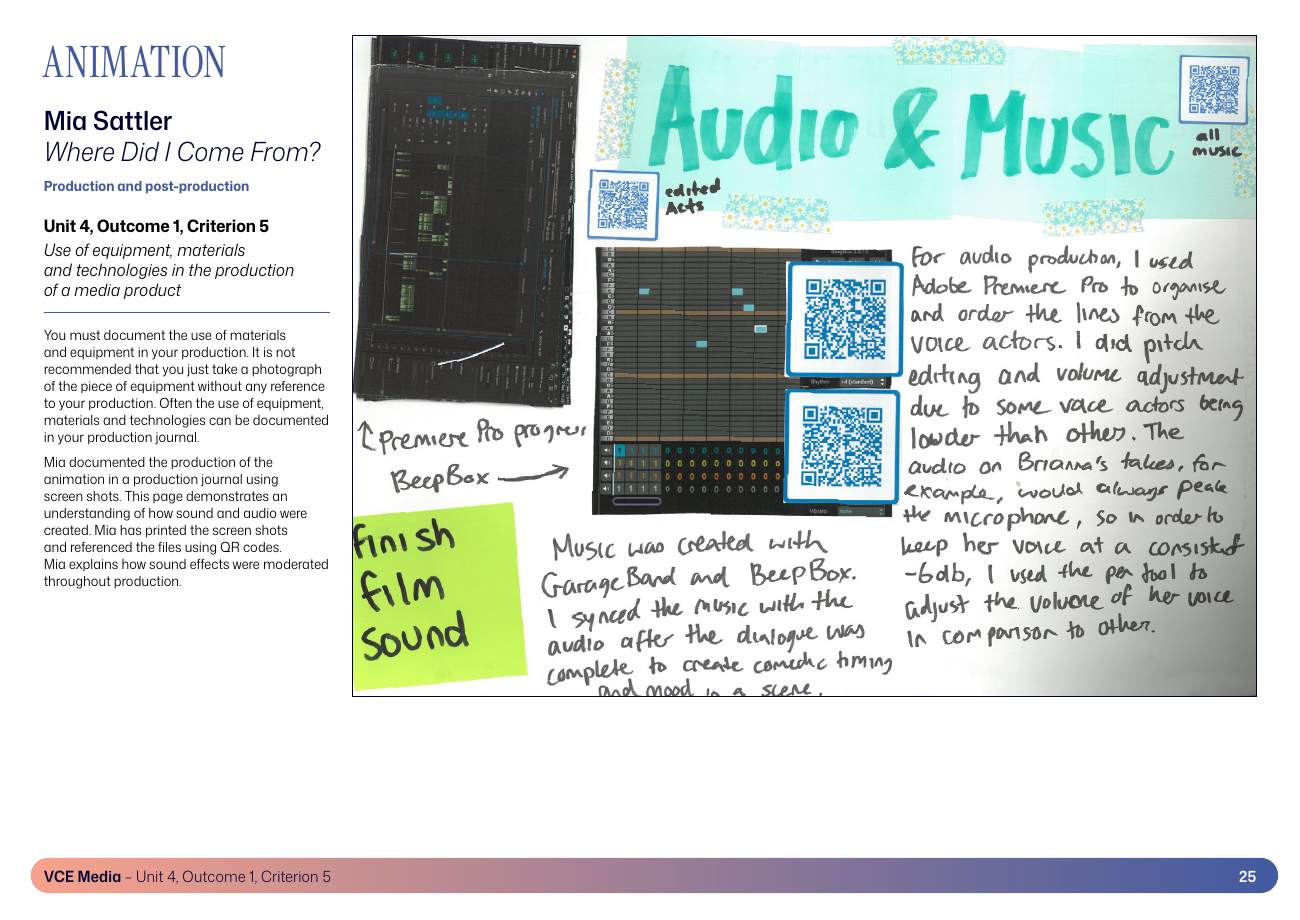 ANIMATION
Mia Sattler
Where Did I Come From?
Production and post-production
Unit 4, Outcome 1, Criterion 5
Use of equipment, materials
and technologies in the production
of a media product
You must document the use of materials
and equipment in your production. It is not
recommended that you just take a photograph
of the piece of equipment without any reference
to your production. Often the use of equipment,
materials and technologies can be documented
in your production journal.
Mia documented the production of the
animation in a production journal using
screen shots. This page demonstrates an
understanding of how sound and audio were
created. Mia has printed the screen shots
and referenced the files using QR codes.
Mia explains how sound effects were moderated
throughout production.
Audio & Music
all
music
edited
Acts
↑ Premiere Pro progress
BeepBox →
finish
film
sound
Rhythm
÷4 (standard)
Vibrato
none
Music was created with
GarageBand and BeepBox.
I synced the music with the
audio after the dialogue was
complete to create comedic timing
and mood in a scene.
For audio production, I used
Adobe Premiere Pro to organise
and order the lines from the
voice actors. I did pitch
editing and volume adjustment
due to some voice actors being
louder than other. The
audio on Brianna's takes, for
example, would always peak
the microphone, so in order to
keep her voice at a consistent
-6db, I used the pen tool to
adjust the volume of her voice
in comparison to other.
VCE Media – Unit 4, Outcome 1, Criterion 5
25